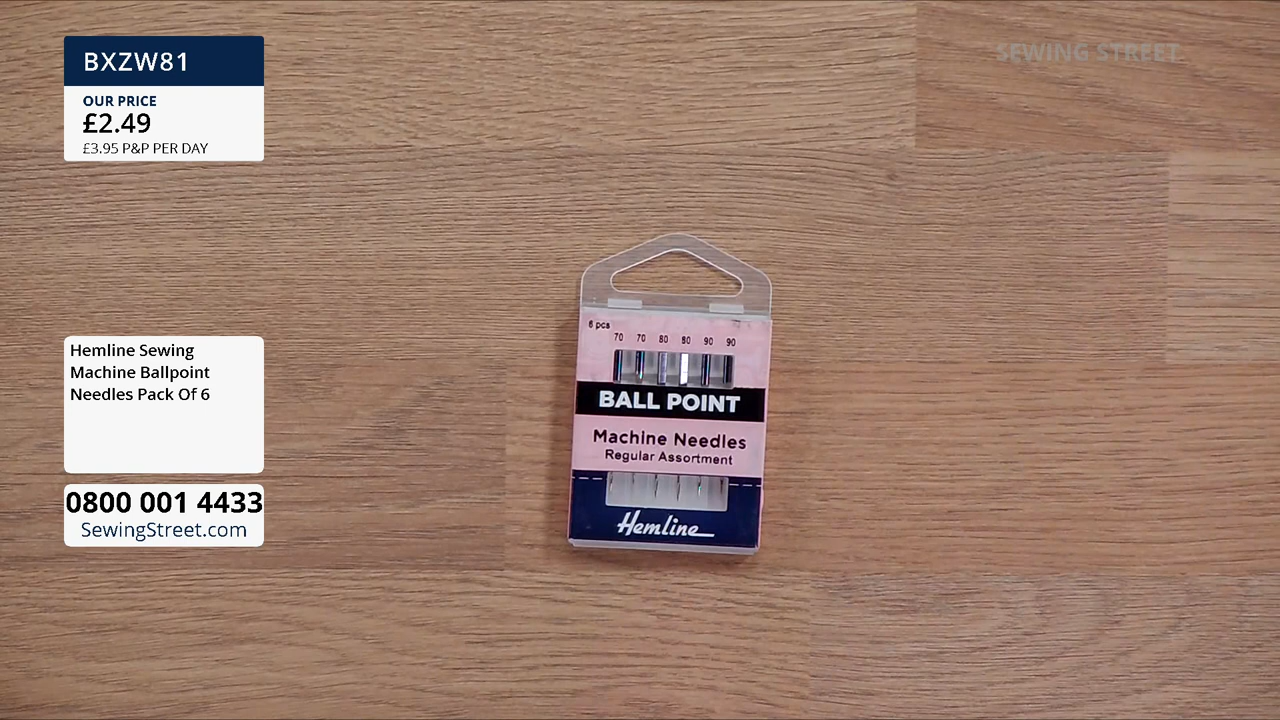 BXZW81
OUR PRICE
£2.49
£3.95 P&P PER DAY
SEWING STREET
Hemline Sewing
Machine Ballpoint
Needles Pack Of 6
0800 001 4433
SewingStreet.com
6 pcs
70 70 80 80 90 90
BALL POINT
Machine Needles
Regular Assortment
Hemline